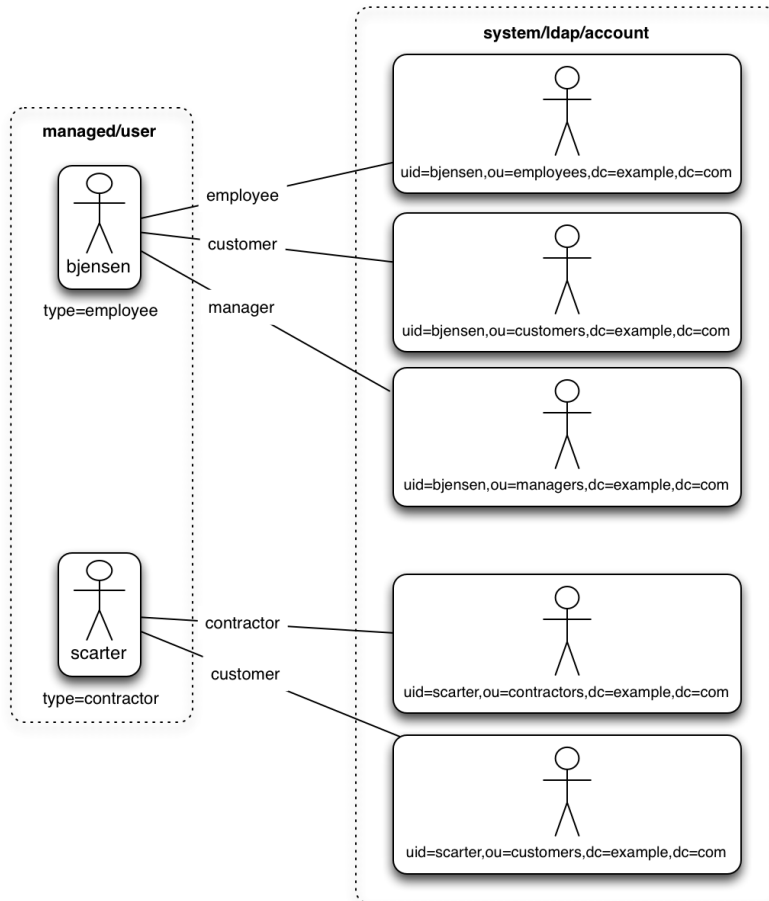 system/ldap/account
managed/user
uid=bjensen,ou=employees,dc=example,dc=com
employee
customer
bjensen
type=employee
manager
uid=bjensen,ou=customers,dc=example,dc=com
uid=bjensen,ou=managers,dc=example,dc=com
contractor
scarter
customer
type=contractor
uid=scarter,ou=contractors,dc=example,dc=com
uid=scarter,ou=customers,dc=example,dc=com